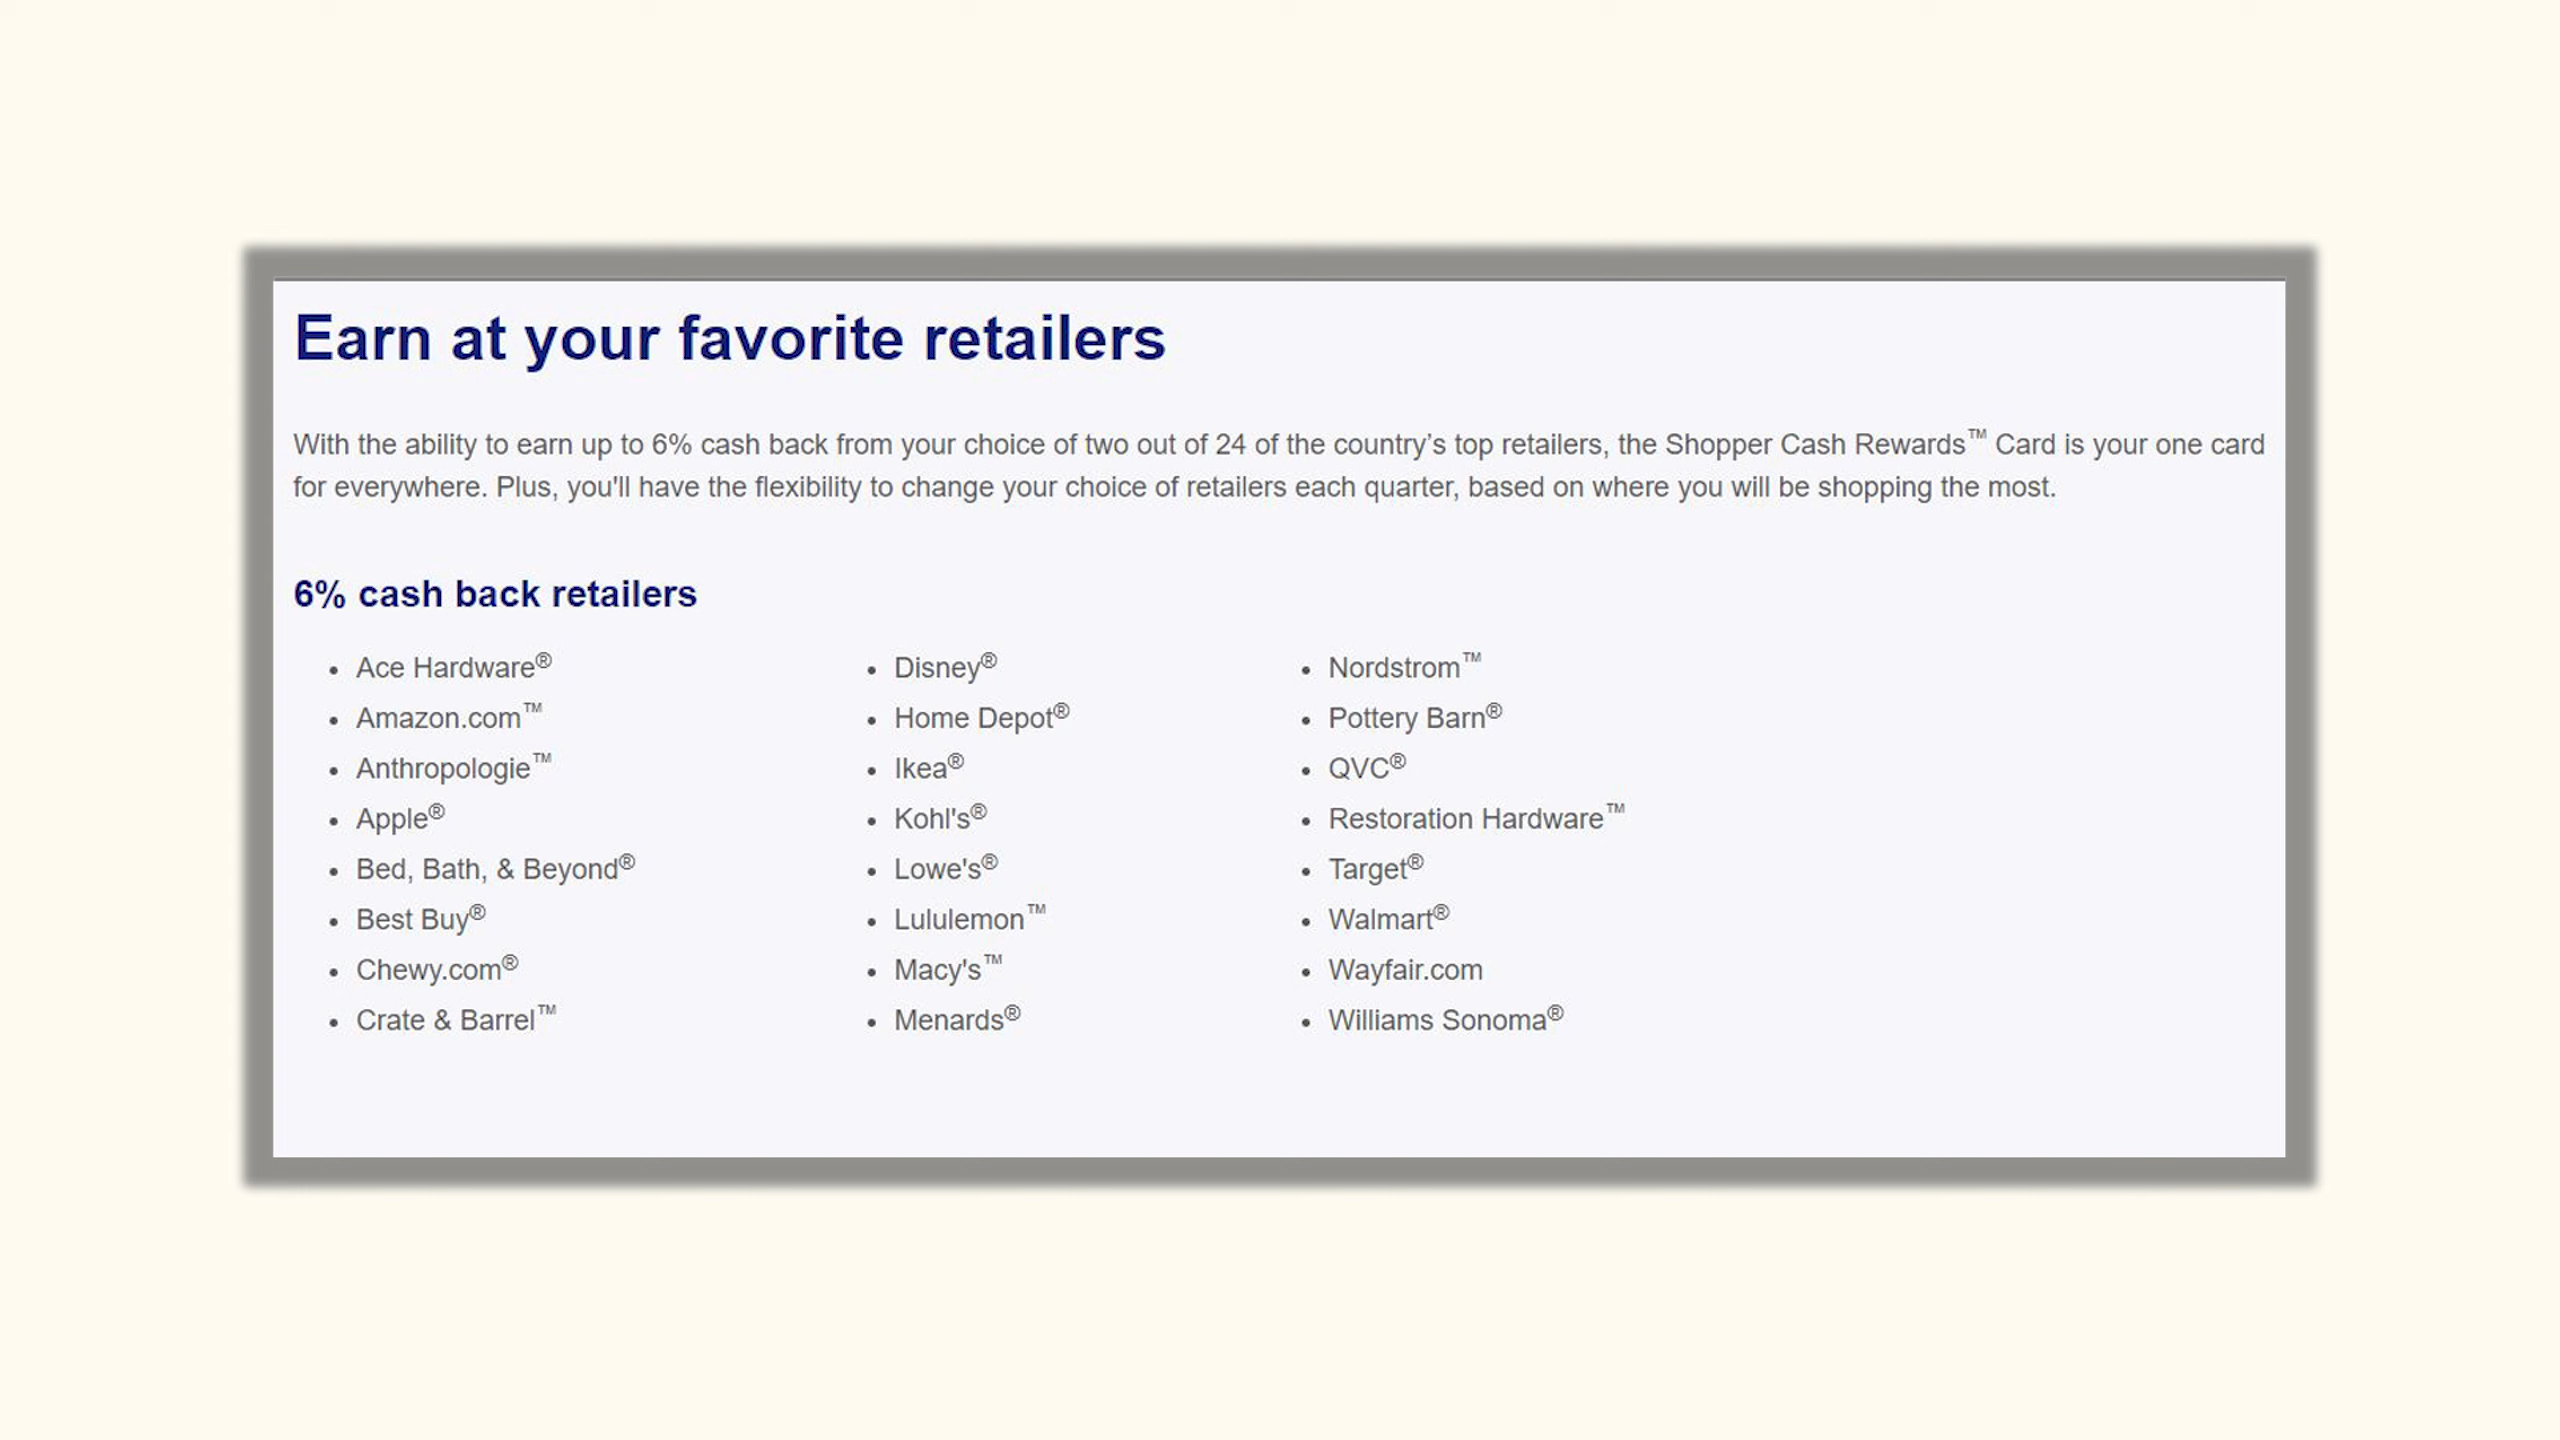 Earn at your favorite retailers
With the ability to earn up to 6% cash back from your choice of two out of 24 of the country’s top retailers, the Shopper Cash Rewards™ Card is your one card
for everywhere. Plus, you'll have the flexibility to change your choice of retailers each quarter, based on where you will be shopping the most.
6% cash back retailers
• Ace Hardware®
• Amazon.com™
• Anthropologie™
• Apple®
• Bed, Bath, & Beyond®
• Best Buy®
• Chewy.com®
• Crate & Barrel™
• Disney®
• Home Depot®
• Ikea®
• Kohl's®
• Lowe's®
• Lululemon™
• Macy's™
• Menards®
• Nordstrom™
• Pottery Barn®
• QVC®
• Restoration Hardware™
• Target®
• Walmart®
• Wayfair.com
• Williams Sonoma®